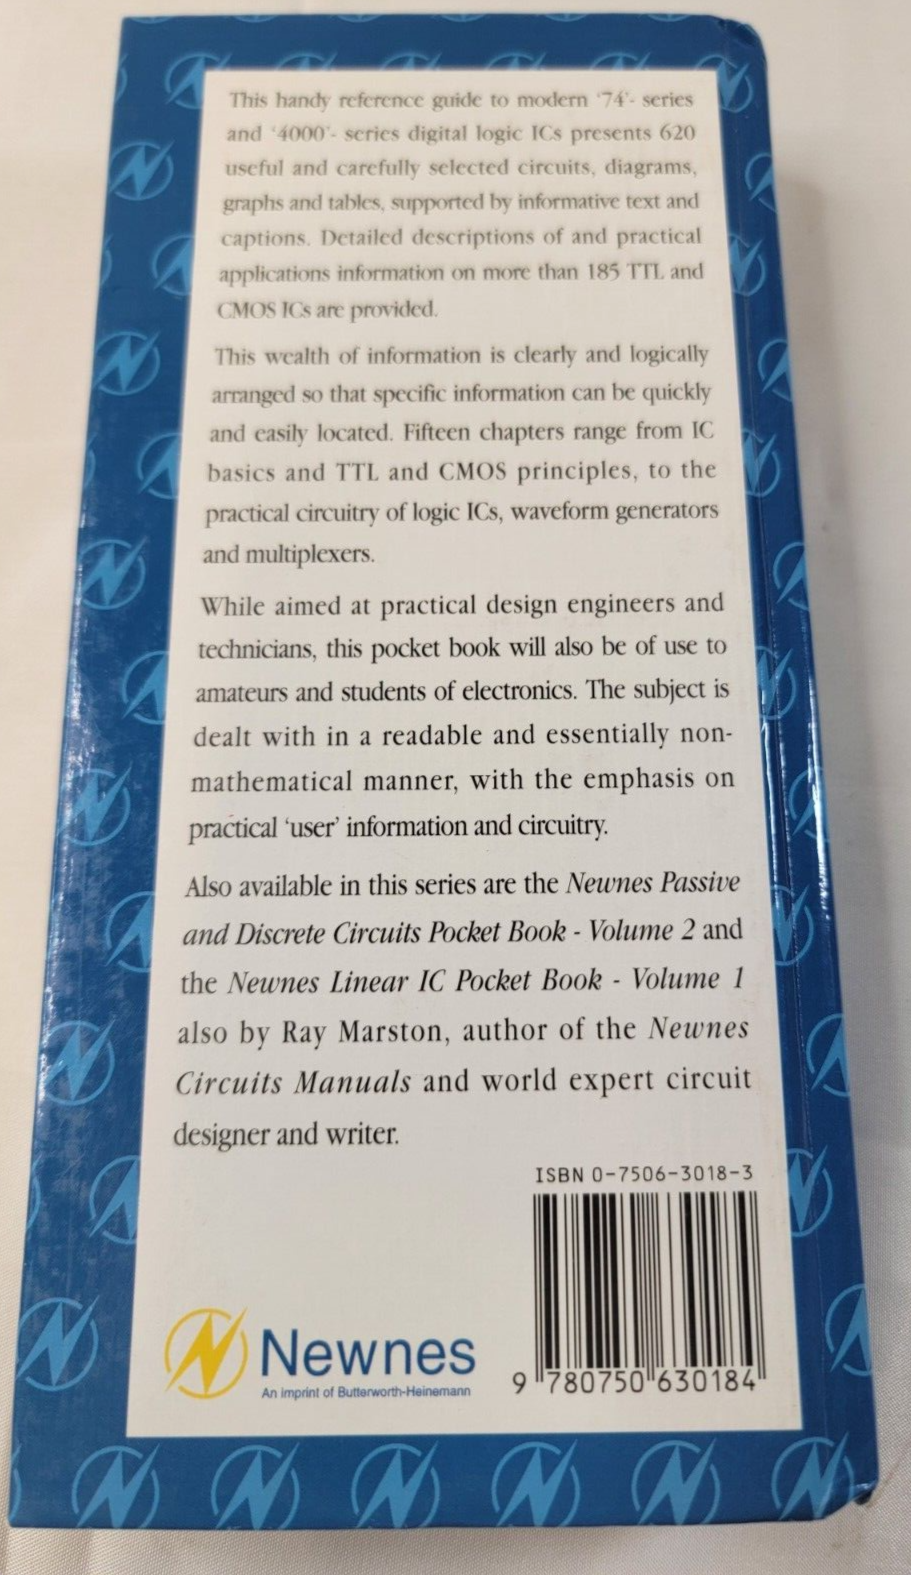 This handy reference guide to modern ‘74’- series
and ‘4000’- series digital logic ICs presents 620
useful and carefully selected circuits, diagrams,
graphs and tables, supported by informative text and
captions. Detailed descriptions of and practical
applications information on more than 185 TTL and
CMOS ICs are provided.
This wealth of information is clearly and logically
arranged so that specific information can be quickly
and easily located. Fifteen chapters range from IC
basics and TTL and CMOS principles, to the
practical circuitry of logic ICs, waveform generators
and multiplexers.
While aimed at practical design engineers and
technicians, this pocket book will also be of use to
amateurs and students of electronics. The subject is
dealt with in a readable and essentially non-
mathematical manner, with the emphasis on
practical ‘user’ information and circuitry.
Also available in this series are the Newnes Passive
and Discrete Circuits Pocket Book - Volume 2 and
the Newnes Linear IC Pocket Book - Volume 1
also by Ray Marston, author of the Newnes
Circuits Manuals and world expert circuit
designer and writer.
ISBN 0-7506-3018-3
9 780750 630184
Newnes
An imprint of Butterworth-Heinemann